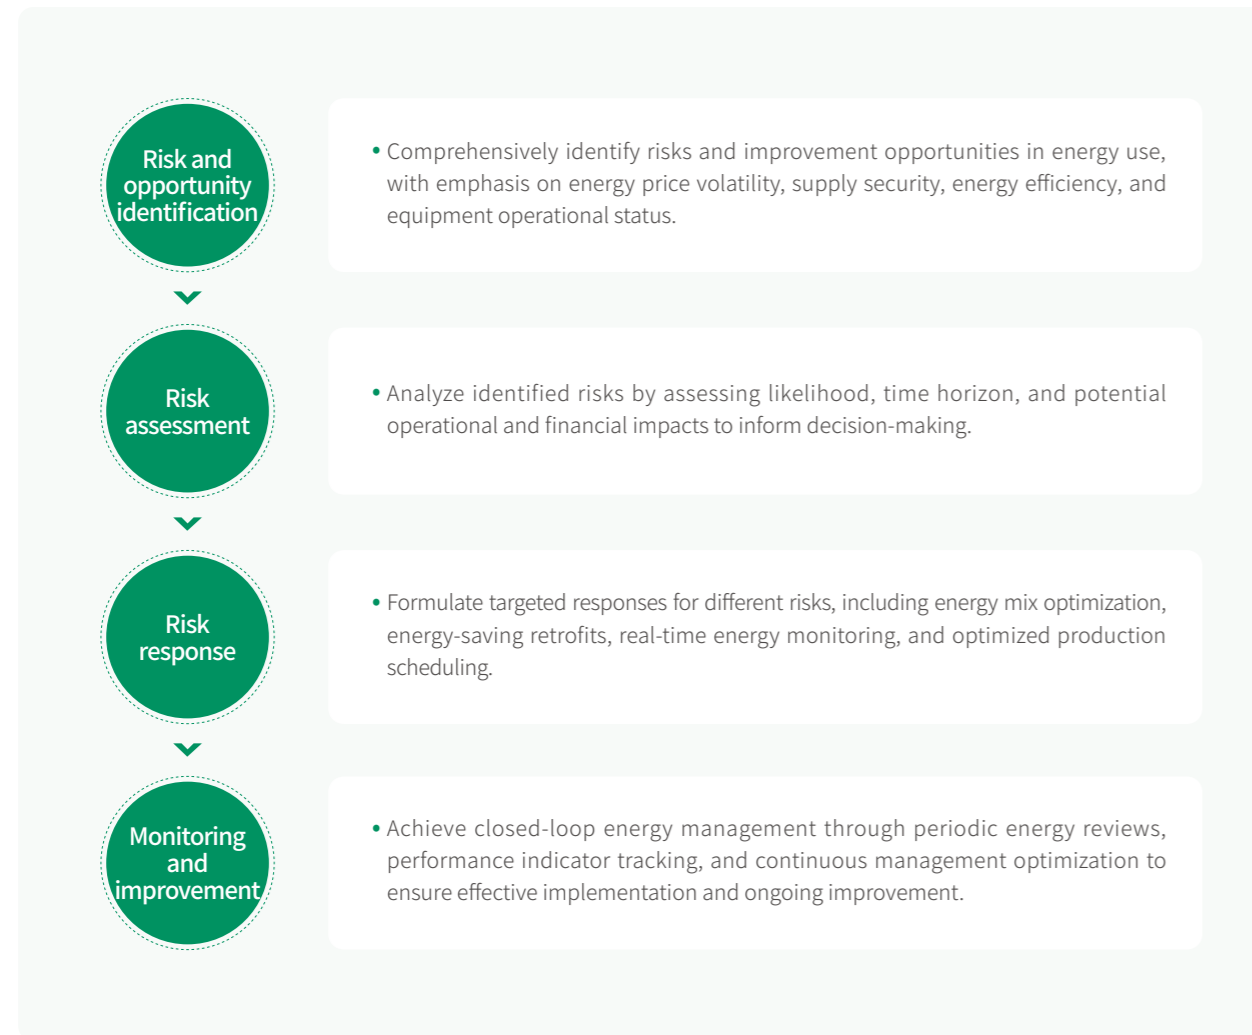 Risk and
opportunity
identification
• Comprehensively identify risks and improvement opportunities in energy use,
with emphasis on energy price volatility, supply security, energy efficiency, and
equipment operational status.
Risk
assessment
• Analyze identified risks by assessing likelihood, time horizon, and potential
operational and financial impacts to inform decision-making.
Risk
response
• Formulate targeted responses for different risks, including energy mix optimization,
energy-saving retrofits, real-time energy monitoring, and optimized production
scheduling.
Monitoring
and
improvement
• Achieve closed-loop energy management through periodic energy reviews,
performance indicator tracking, and continuous management optimization to
ensure effective implementation and ongoing improvement.